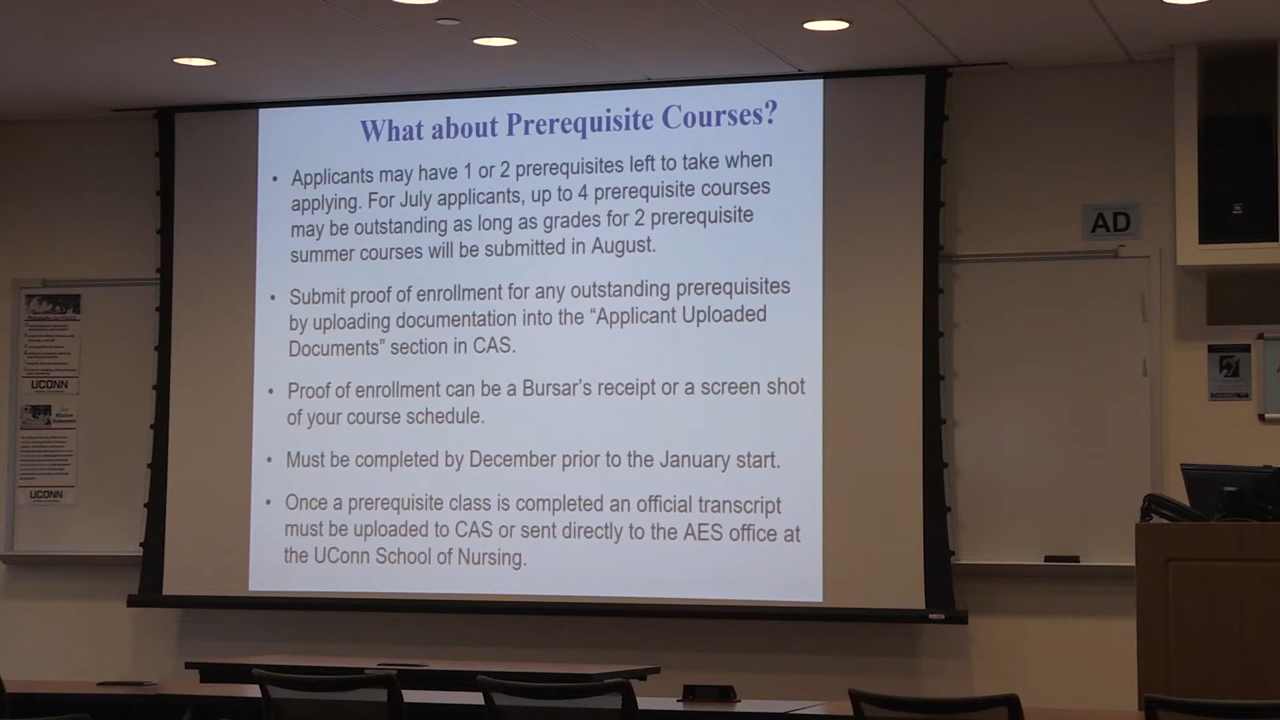 What about Prerequisite Courses?
• Applicants may have 1 or 2 prerequisites left to take when
applying. For July applicants, up to 4 prerequisite courses
may be outstanding as long as grades for 2 prerequisite
summer courses will be submitted in August.
• Submit proof of enrollment for any outstanding prerequisites
by uploading documentation into the “Applicant Uploaded
Documents” section in CAS.
• Proof of enrollment can be a Bursar’s receipt or a screen shot
of your course schedule.
• Must be completed by December prior to the January start.
• Once a prerequisite class is completed an official transcript
must be uploaded to CAS or sent directly to the AES office at
the UConn School of Nursing.
AD
UCONN
Our
Mission
Statement
UCONN